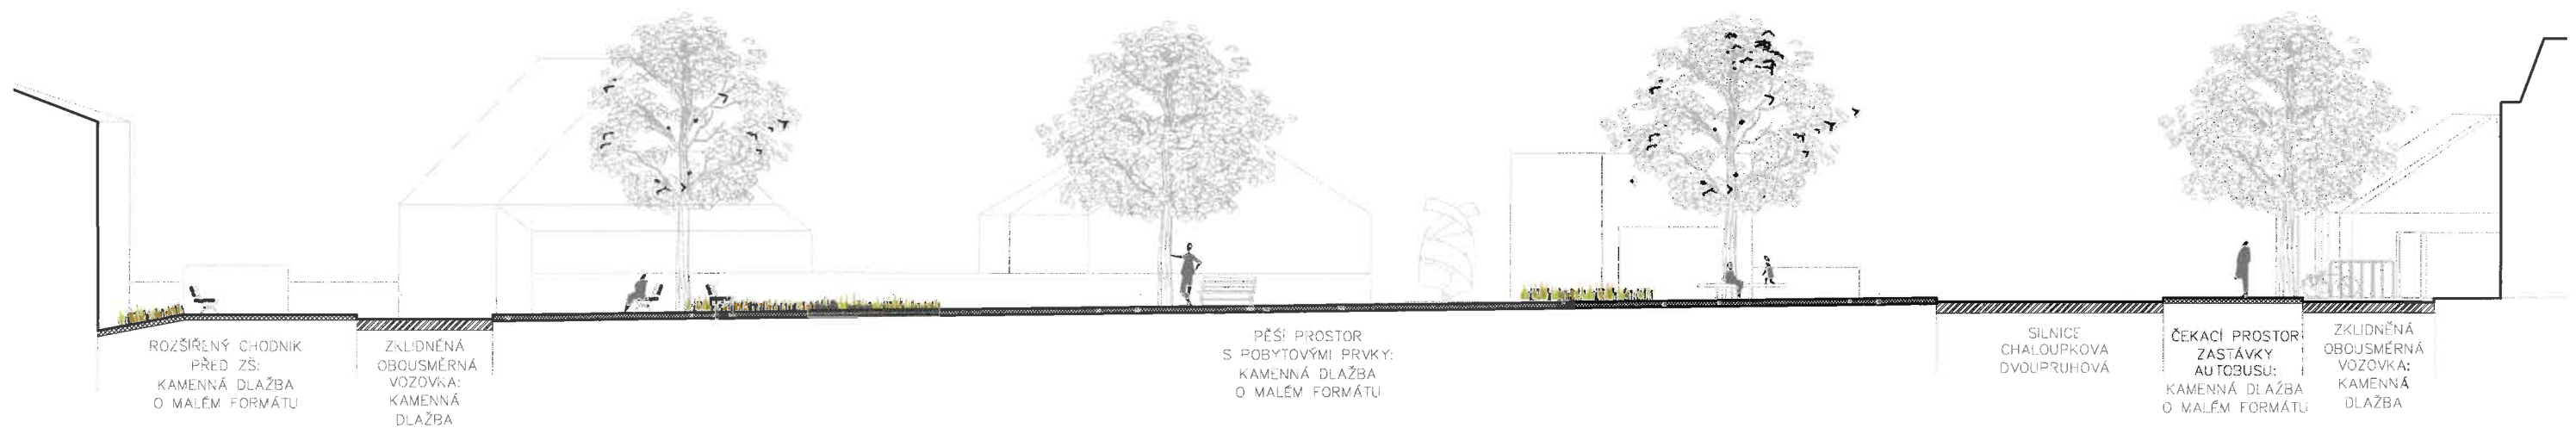 ROZŠÍŘENÝ CHODNÍK
PŘED ZŠ:
KAMENNÁ DLAŽBA
O MALÉM FORMÁTU
ZKLIDNĚNÁ
OBOUSMĚRNÁ
VOZOVKA:
KAMENNÁ
DLAŽBA
PĚŠÍ PROSTOR
S POBYTOVÝMI PRVKY:
KAMENNÁ DLAŽBA
O MALÉM FORMÁTU
SILNICE
CHALOUPKOVA
DVOUPRUHOVÁ
ČEKACÍ PROSTOR
ZASTÁVKY
AUTOBUSU:
KAMENNÁ DLAŽBA
O MALÉM FORMÁTU
ZKLIDNĚNÁ
OBOUSMĚRNÁ
VOZOVKA:
KAMENNÁ
DLAŽBA